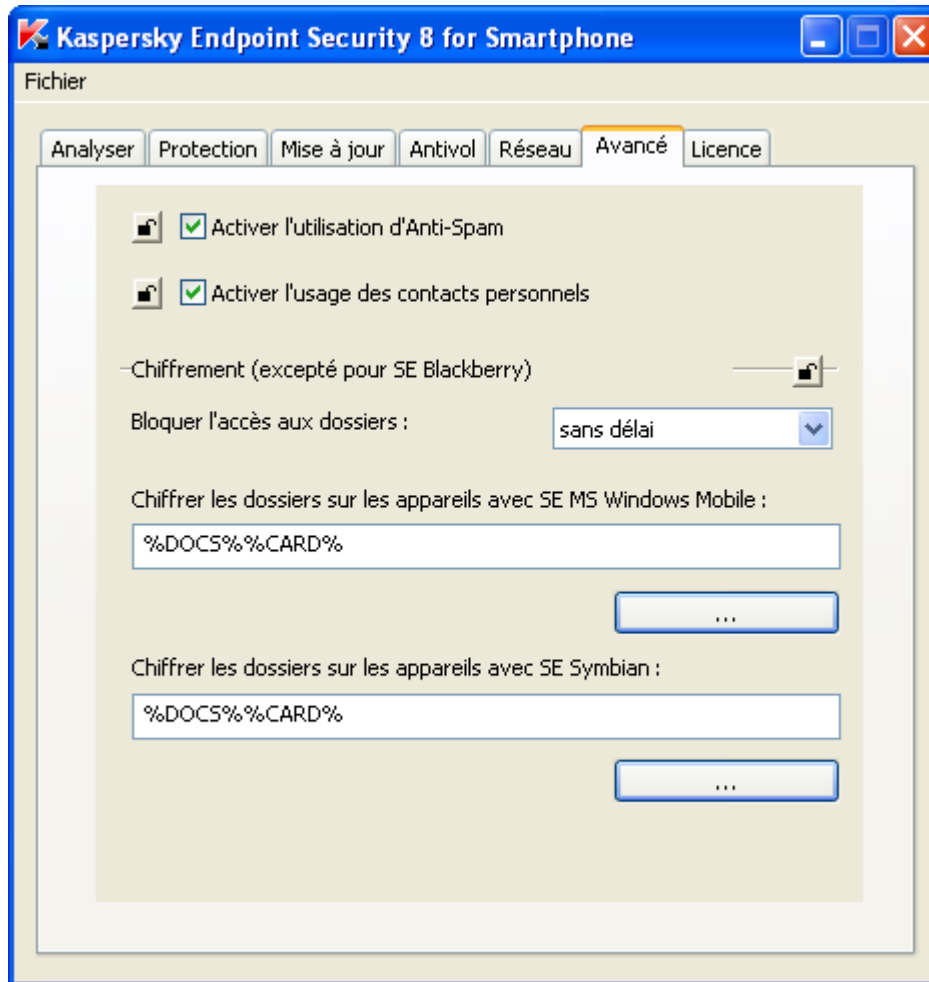 Kaspersky Endpoint Security 8 for Smartphone
Fichier
Analyser Protection Mise à jour Antivol Réseau Avancé Licence
Activer l'utilisation d'Anti-Spam
Activer l'usage des contacts personnels
Chiffrement (excepté pour SE Blackberry)
Bloquer l'accès aux dossiers : sans délai
Chiffrer les dossiers sur les appareils avec SE MS Windows Mobile :
%DOCS%%CARD%
...
Chiffrer les dossiers sur les appareils avec SE Symbian :
%DOCS%%CARD%
...